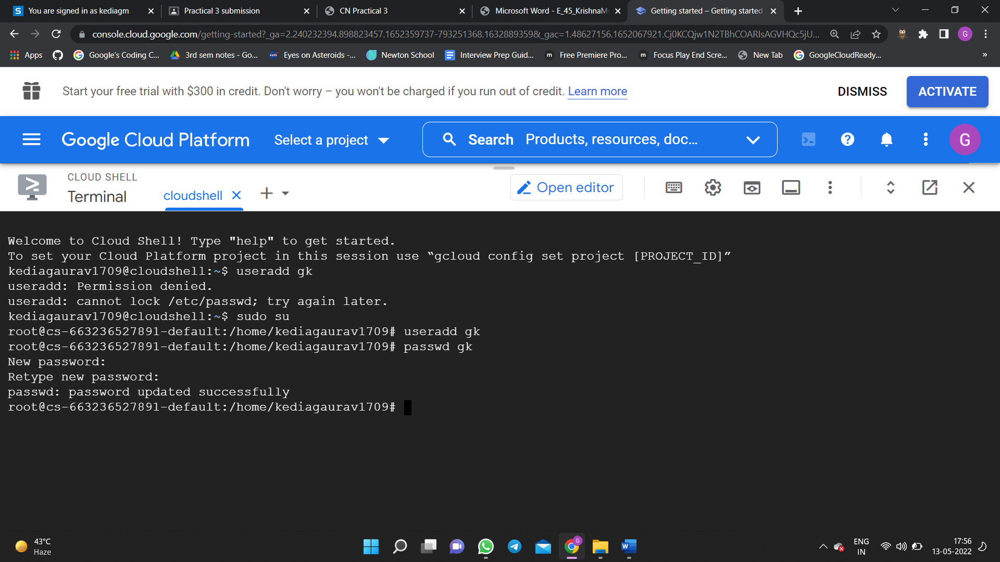 You are signed in as kediagm
Practical 3 submission
CN Practical 3
Microsoft Word - E_45_KrishnaM
Getting started – Getting started
console.cloud.google.com/getting-started?_ga=2.240232394.898823457.1652359737-793251368.1632889359&_gac=1.48627156.1652067921.Cj0KCQjw1N2TBhCOARIsAGVHQc5jU...
G
Apps
Google's Coding C...
3rd sem notes - Go...
Eyes on Asteroids -...
Newton School
Interview Prep Guid...
Free Premiere Pro...
Focus Play End Scre...
New Tab
GoogleCloudReady...
»
Start your free trial with $300 in credit. Don't worry – you won't be charged if you run out of credit. Learn more
DISMISS
ACTIVATE
Google Cloud Platform
Select a project
Search Products, resources, doc...
G
CLOUD SHELL
Terminal
cloudshell
Open editor
Welcome to Cloud Shell! Type "help" to get started.
To set your Cloud Platform project in this session use “gcloud config set project [PROJECT_ID]”
kediagaurav1709@cloudshell:~$ useradd gk
useradd: Permission denied.
useradd: cannot lock /etc/passwd; try again later.
kediagaurav1709@cloudshell:~$ sudo su
root@cs-663236527891-default:/home/kediagaurav1709# useradd gk
root@cs-663236527891-default:/home/kediagaurav1709# passwd gk
New password:
Retype new password:
passwd: password updated successfully
root@cs-663236527891-default:/home/kediagaurav1709#
43°C
Haze
ENG
IN
17:56
13-05-2022